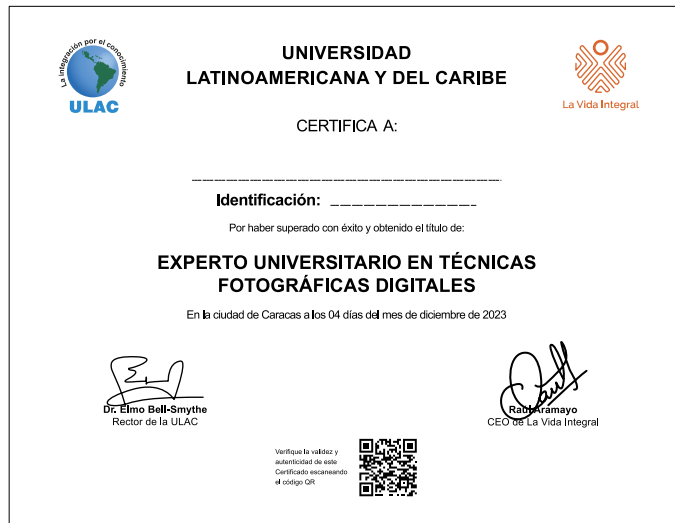 La integración por el conocimiento
ULAC
UNIVERSIDAD
LATINOAMERICANA Y DEL CARIBE
La Vida Integral
CERTIFICA A:
Identificación:
Por haber superado con éxito y obtenido el título de:
EXPERTO UNIVERSITARIO EN TÉCNICAS
FOTOGRÁFICAS DIGITALES
En la ciudad de Caracas a los 04 días del mes de diciembre de 2023
Dr. Elmo Bell-Smythe
Rector de la ULAC
Raúl Aramayo
CEO de La Vida Integral
Verifique la validez y
autenticidad de este
Certificado escaneando
el código QR